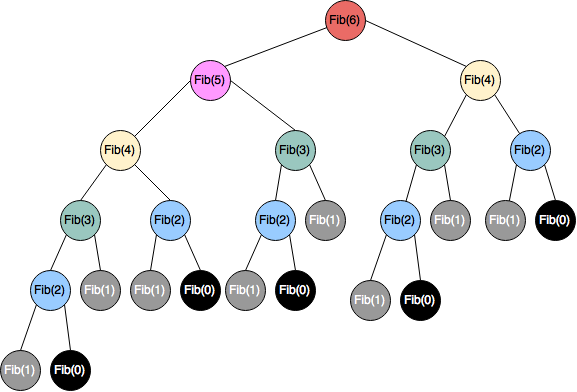 Fib(6)
Fib(5) Fib(4)
Fib(4) Fib(3) Fib(3) Fib(2)
Fib(3) Fib(2) Fib(2) Fib(1) Fib(2) Fib(1) Fib(1) Fib(0)
Fib(2) Fib(1) Fib(1) Fib(0) Fib(1) Fib(0) Fib(1) Fib(0)
Fib(1) Fib(0)